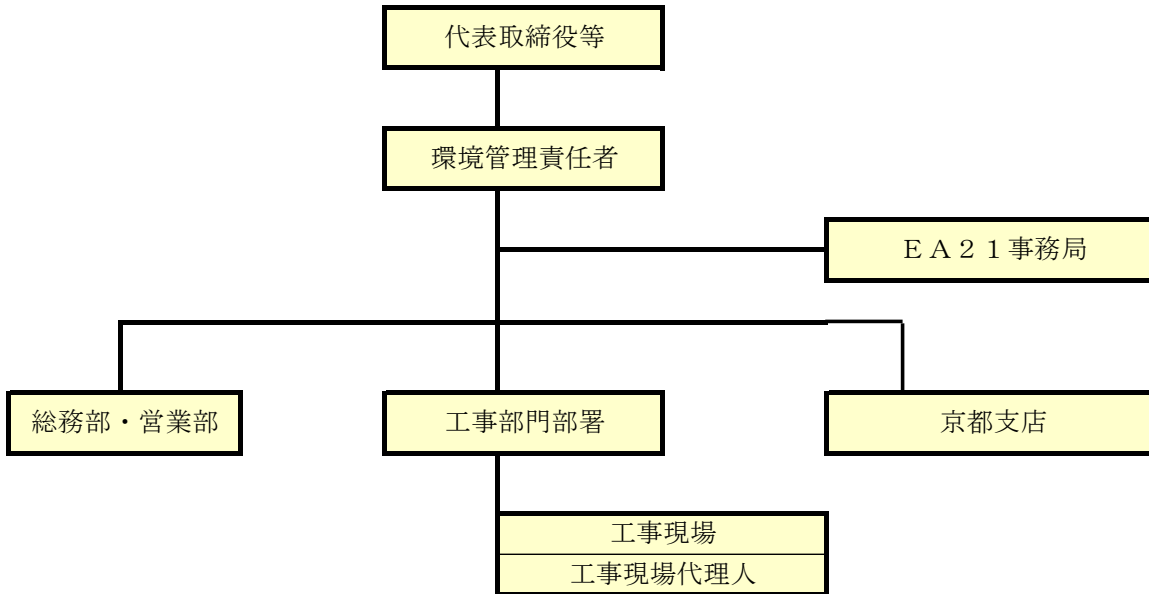 代表取締役等
環境管理責任者
ＥＡ２１事務局
総務部・営業部
工事部門部署
京都支店
工事現場
工事現場代理人